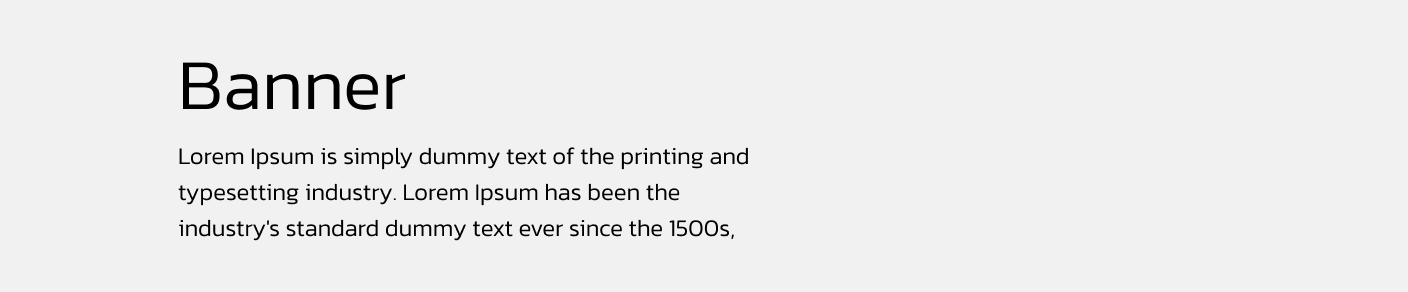 Banner
Lorem Ipsum is simply dummy text of the printing and
typesetting industry. Lorem Ipsum has been the
industry's standard dummy text ever since the 1500s,